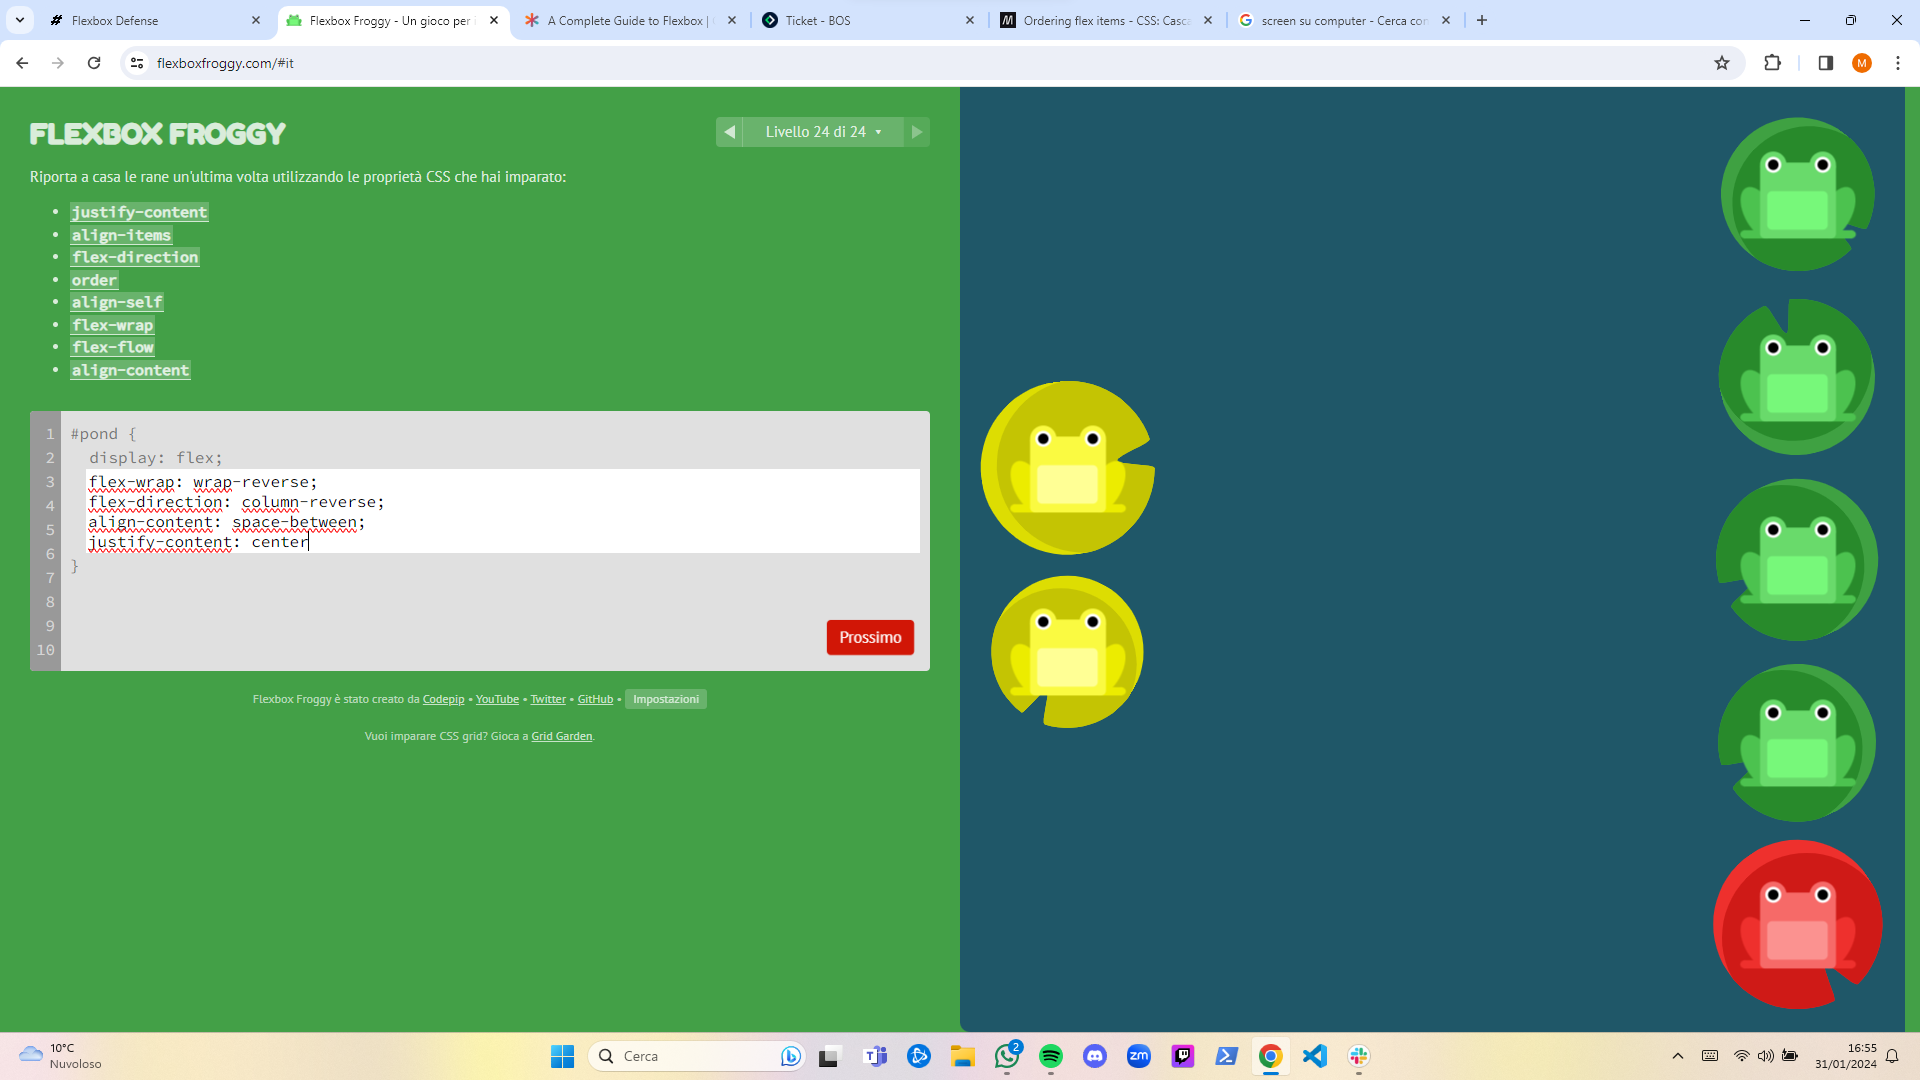 Flexbox Defense
Flexbox Froggy - Un gioco per i
A Complete Guide to Flexbox |
Ticket - BOS
Ordering flex items - CSS: Casca
screen su computer - Cerca con
flexboxfroggy.com/#it
M
FLEXBOX FROGGY
Livello 24 di 24
Riporta a casa le rane un'ultima volta utilizzando le proprietà CSS che hai imparato:
justify-content
align-items
flex-direction
order
align-self
flex-wrap
flex-flow
align-content
1 #pond {
2 display: flex;
3 flex-wrap: wrap-reverse;
4 flex-direction: column-reverse;
5 align-content: space-between;
6 justify-content: center
7 }
8
9
10
Prossimo
Flexbox Froggy è stato creato da Codepip • YouTube • Twitter • GitHub • Impostazioni
Vuoi imparare CSS grid? Gioca a Grid Garden.
10°C
Nuvoloso
Cerca
2
zm
16:55
31/01/2024